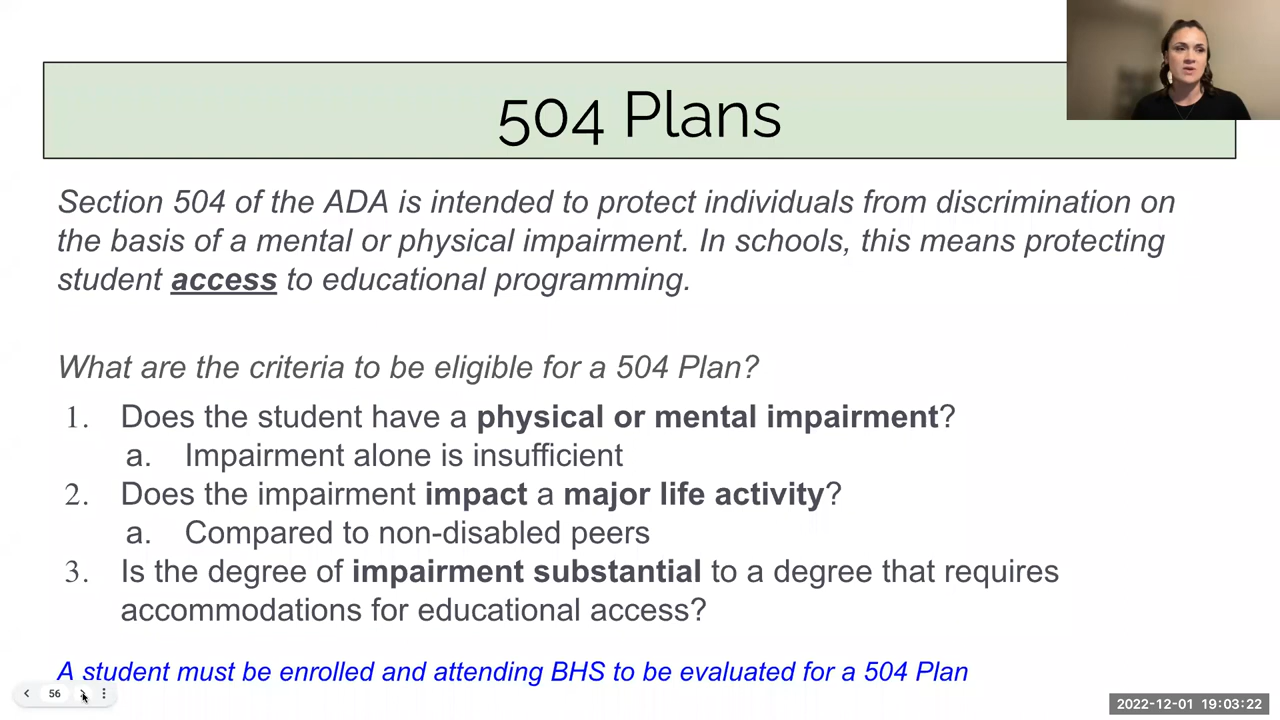 504 Plans
Section 504 of the ADA is intended to protect individuals from discrimination on
the basis of a mental or physical impairment. In schools, this means protecting
student access to educational programming.
What are the criteria to be eligible for a 504 Plan?
1. Does the student have a physical or mental impairment?
a. Impairment alone is insufficient
2. Does the impairment impact a major life activity?
a. Compared to non-disabled peers
3. Is the degree of impairment substantial to a degree that requires
accommodations for educational access?
A student must be enrolled and attending BHS to be evaluated for a 504 Plan
56
2022-12-01 19:03:22